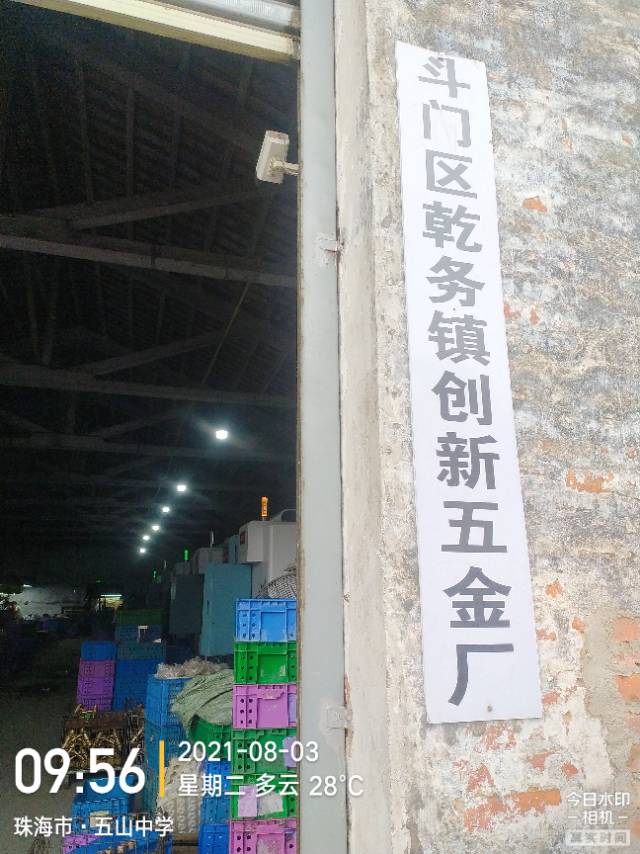 斗门区乾务镇创新五金厂
09:56
2021-08-03
星期二 多云 28°C
珠海市·五山中学
今日水印
相机
真实时间